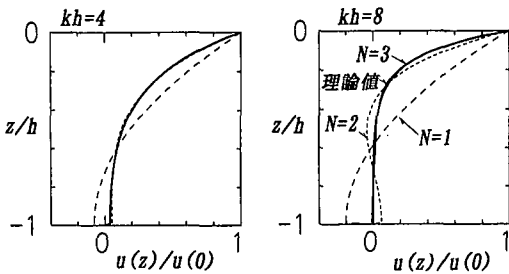 kh=4
0
z/h
-1
0
1
u(z)/u(0)
kh=8
0
N=3
理論値
z/h
N=2
N=1
-1
0
1
u(z)/u(0)